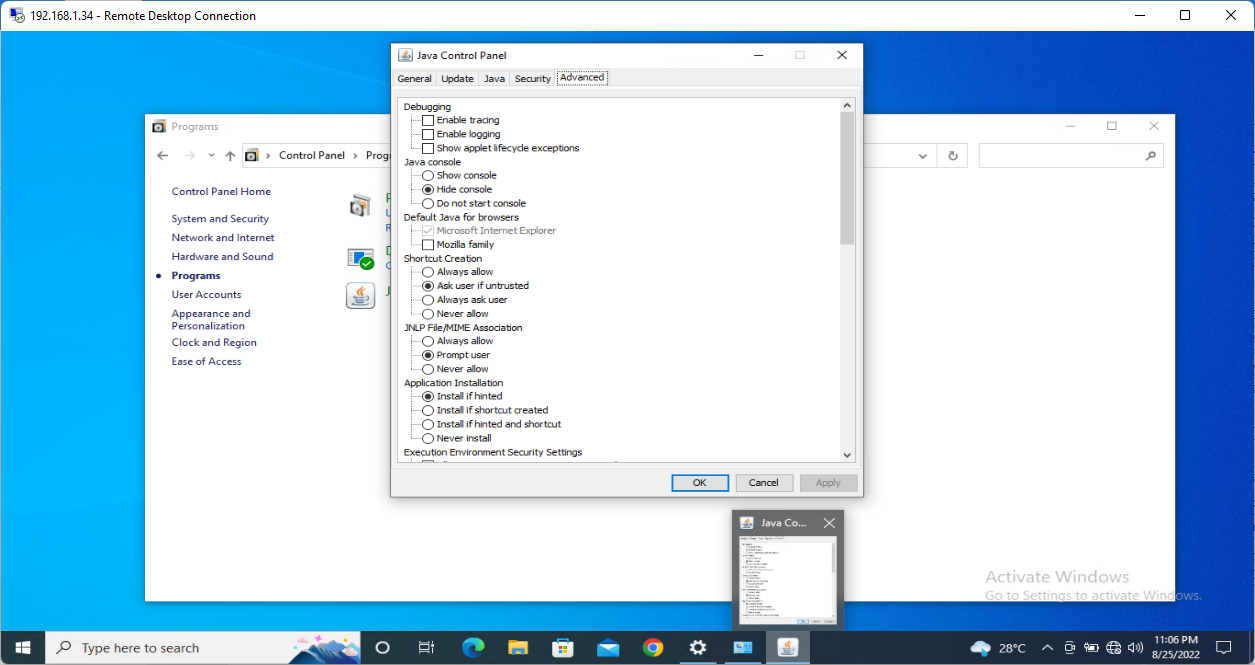 192.168.1.34 - Remote Desktop Connection
Java Control Panel
General Update Java Security Advanced
Debugging
Enable tracing
Enable logging
Show applet lifecycle exceptions
Java console
Show console
Hide console
Do not start console
Default Java for browsers
Microsoft Internet Explorer
Mozilla family
Shortcut Creation
Always allow
Ask user if untrusted
Always ask user
Never allow
JNLP File/MIME Association
Always allow
Prompt user
Never allow
Application Installation
Install if hinted
Install if shortcut created
Install if hinted and shortcut
Never install
Execution Environment Security Settings
OK Cancel Apply
Programs
Control Panel
Control Panel Home
System and Security
Network and Internet
Hardware and Sound
Programs
User Accounts
Appearance and
Personalization
Clock and Region
Ease of Access
Java Co...
Activate Windows
Go to Settings to activate Windows.
Type here to search
28°C
11:06 PM
8/25/2022